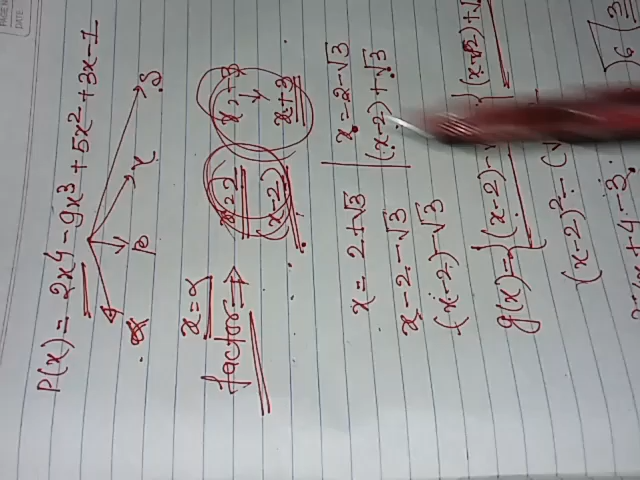 P(x) = 2x⁴ - 9x³ + 5x² + 3x - 1
α β γ δ
x = α x = 2 x = -3
factor ⇒ (x-2) x+3
x = 2+√3 x = 2-√3
x-2-√3 (x-2)+√3
(x-2)-√3
g(x) = {(x-2)- {(x-2)+√
(x-2)² - (√